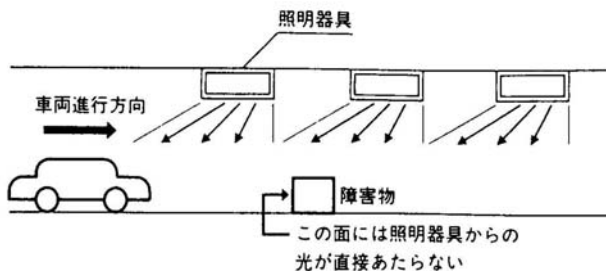 照明器具
車両進行方向
障害物
この面には照明器具からの
光が直接あたらない